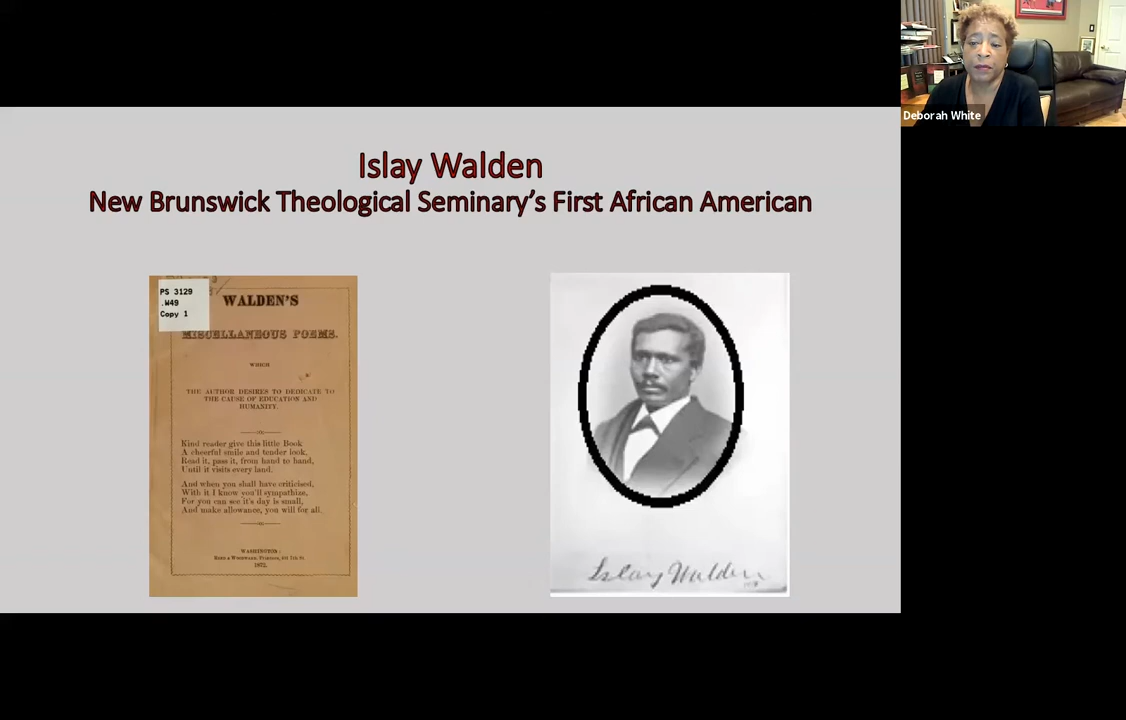 Deborah White
Islay Walden
New Brunswick Theological Seminary's First African American
PS 3129
.W49
Copy 1
WALDEN'S
MISCELLANEOUS POEMS.
WHICH
THE AUTHOR DESIRES TO DEDICATE TO
THE CAUSE OF EDUCATION AND
HUMANITY.
Kind reader give this little Book
A cheerful smile and tender look,
Read it, pass it, from hand to hand,
Until it visits every land.
And when you shall have criticised,
With it I know you'll sympathize,
For you can see it's day is small,
And make allowance, you will for all.
WASHINGTON:
1872.
Islay Walden